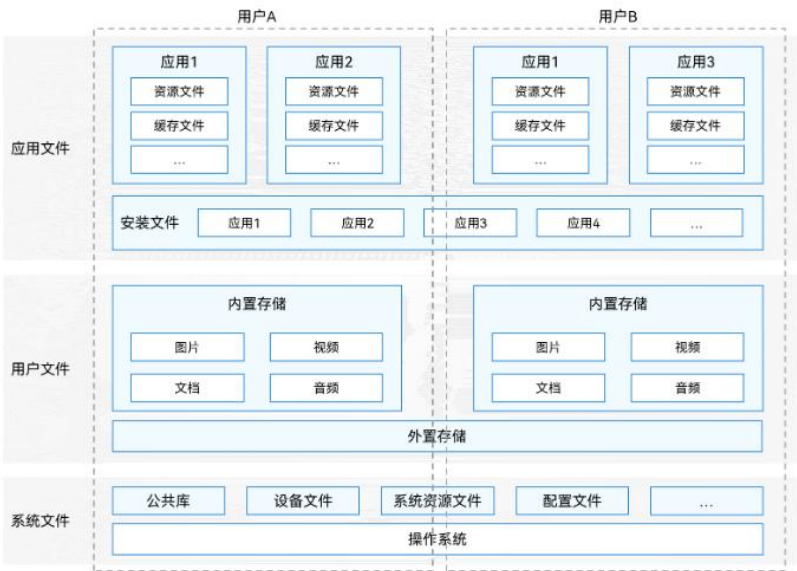 用户A 用户B
应用1 应用2 应用1 应用3
资源文件 资源文件 资源文件 资源文件
缓存文件 缓存文件 缓存文件 缓存文件
应用文件
... ... ... ...
安装文件 应用1 应用2 应用3 应用4 ...
内置存储 内置存储
图片 视频 图片 视频
用户文件
文档 音频 文档 音频
外置存储
公共库 设备文件 系统资源文件 配置文件 ...
系统文件
操作系统